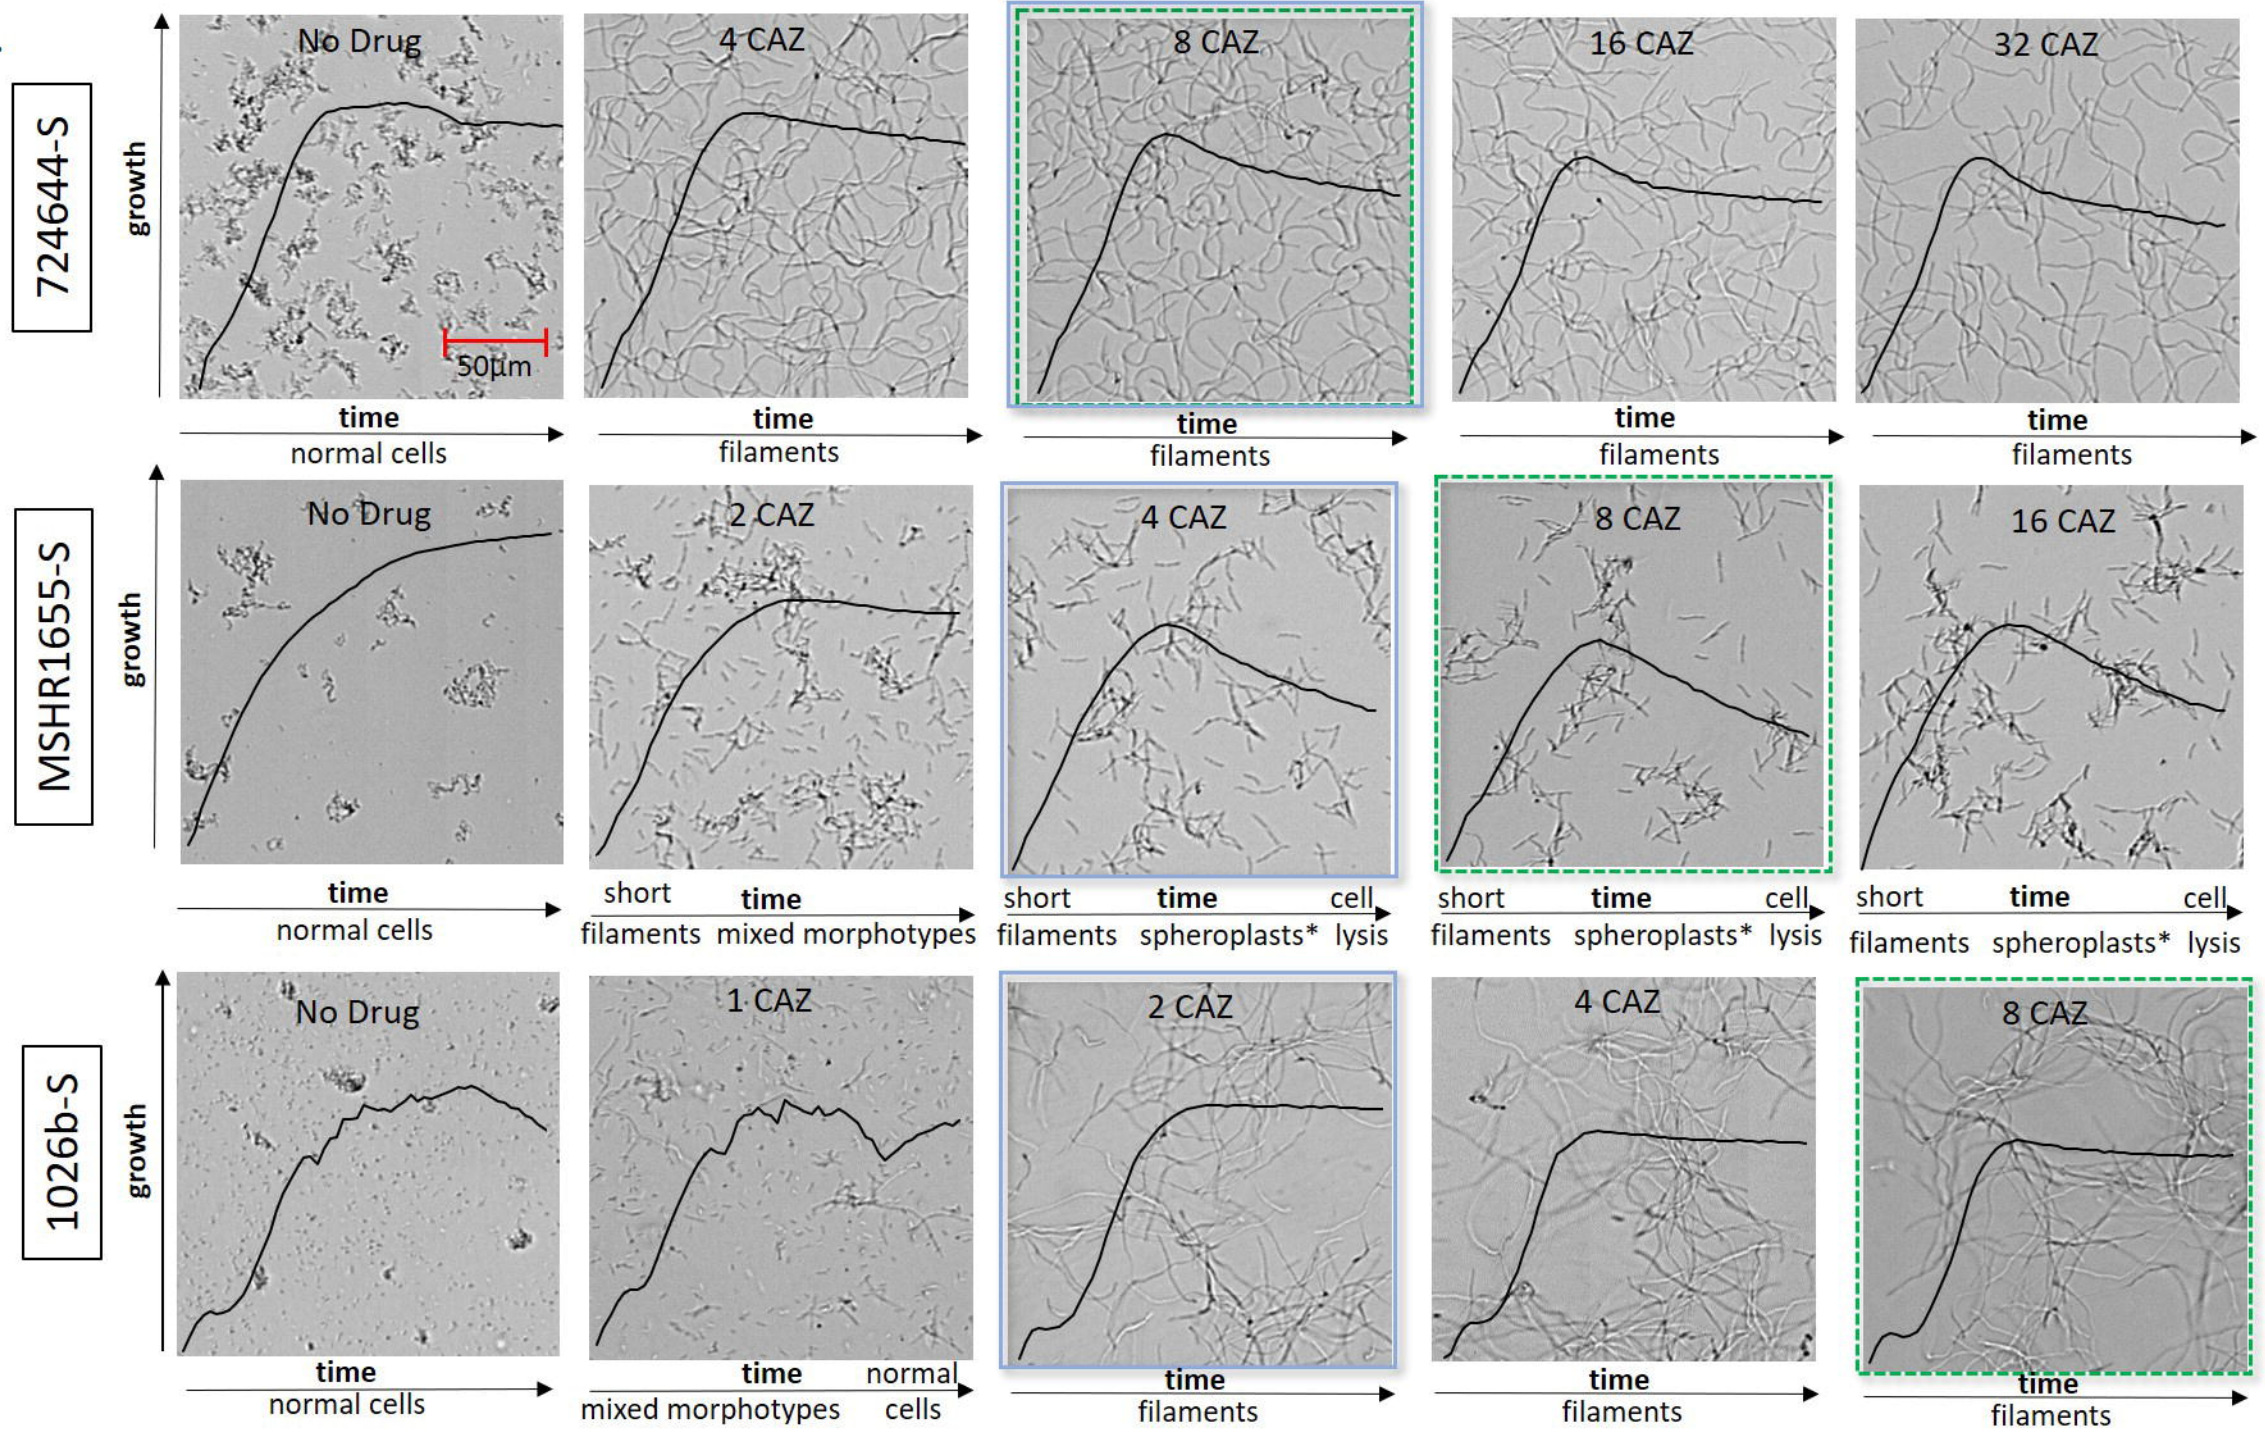 724644-S
growth
No Drug
50µm
time
normal cells
4 CAZ
time
filaments
8 CAZ
time
filaments
16 CAZ
time
filaments
32 CAZ
time
filaments
MSHR1655-S
growth
No Drug
time
normal cells
2 CAZ
short time
filaments mixed morphotypes
4 CAZ
short time cell
filaments spheroplasts* lysis
8 CAZ
short time cell
filaments spheroplasts* lysis
16 CAZ
short time cell
filaments spheroplasts* lysis
1026b-S
growth
No Drug
time
normal cells
1 CAZ
time normal
mixed morphotypes cells
2 CAZ
time
filaments
4 CAZ
time
filaments
8 CAZ
time
filaments